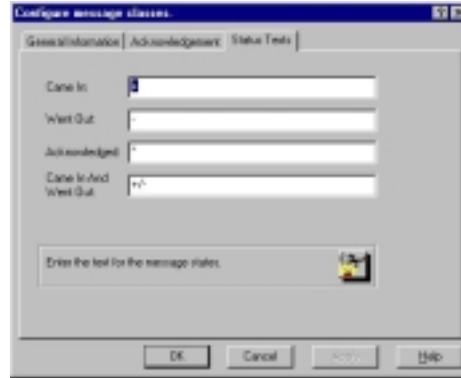 Configure message classes.
General Information Acknowledgement Status Texts
Came In:
Went Out: -
Acknowledged: *
Came In And +/-
Went Out:
Enter the text for the message states.
OK Cancel Apply Help